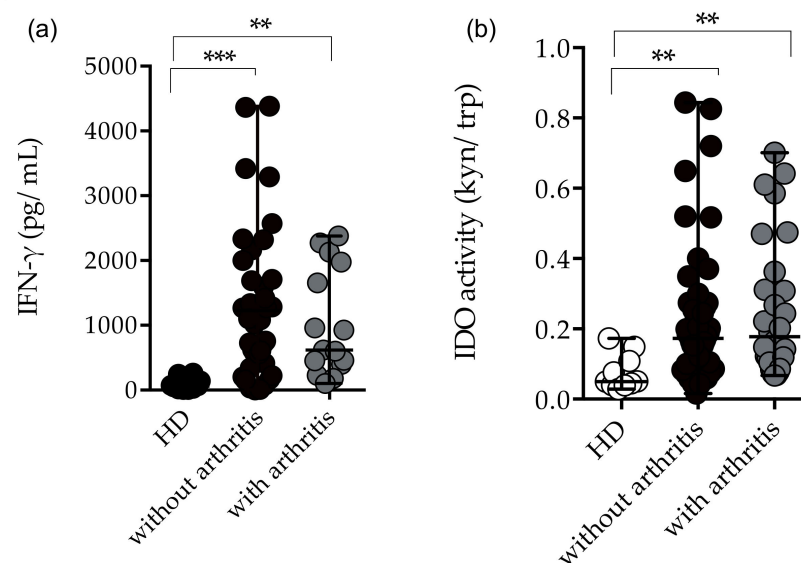 (a)
**
***
5000
4000
3000
2000
1000
0
IFN-γ (pg/ mL)
HD
without arthritis
with arthritis
(b)
**
**
1.0
0.8
0.6
0.4
0.2
0.0
IDO activity (kyn/ trp)
HD
without arthritis
with arthritis